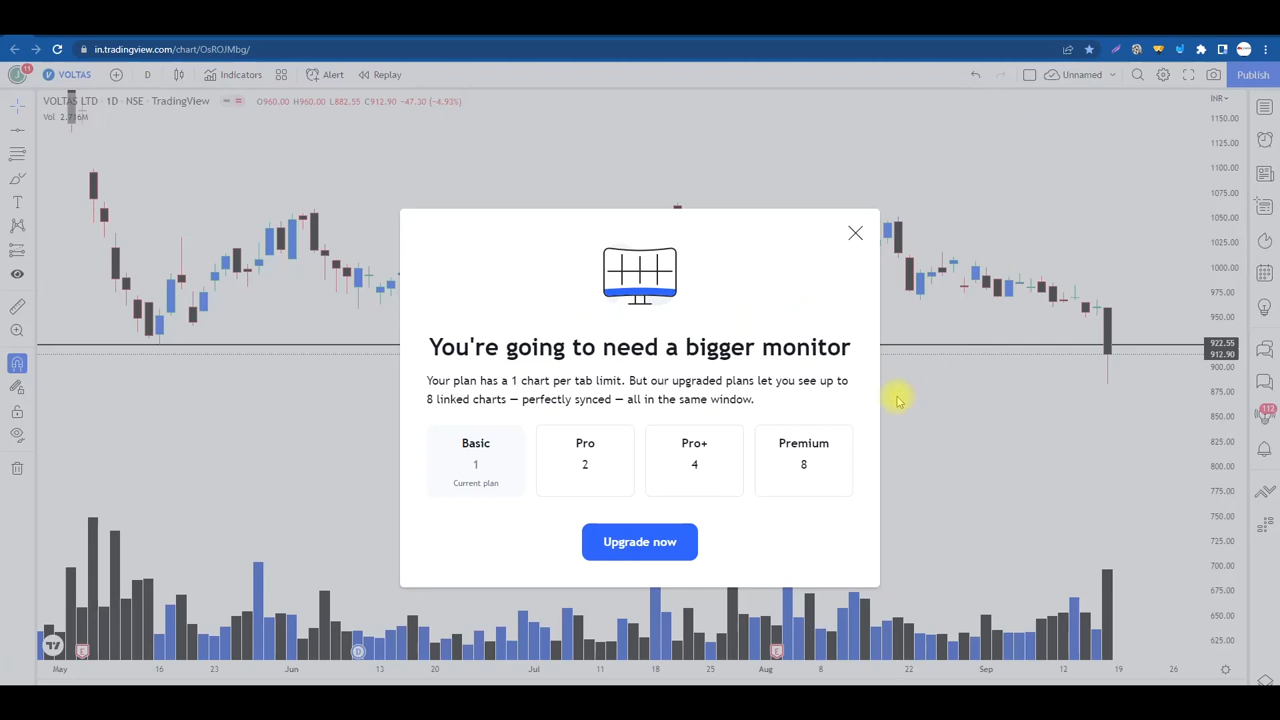 in.tradingview.com/chart/OsROJMbg/
11 VOLTAS D Indicators Alert Replay Unnamed Publish
VOLTAS LTD · 1D · NSE · TradingView O960.00 H960.00 L882.55 C912.90 −47.30 (−4.93%)
Vol 2.716M
INR
1150.00
1125.00
1100.00
1075.00
1050.00
1025.00
1000.00
975.00
950.00
922.55
912.90
900.00
875.00
850.00
825.00
800.00
775.00
750.00
725.00
700.00
675.00
650.00
625.00
You're going to need a bigger monitor
Your plan has a 1 chart per tab limit. But our upgraded plans let you see up to
8 linked charts — perfectly synced — all in the same window.
Basic Pro Pro+ Premium
1 2 4 8
Current plan
Upgrade now
112
E D E
May 16 23 Jun 13 20 Jul 11 18 25 Aug 8 22 Sep 12 19 26